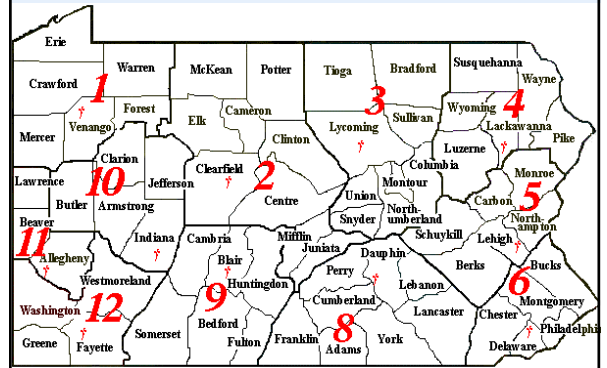 Erie
Warren
McKean
Potter
Tioga
Bradford
Susquehanna
Wayne
Crawford
1
3
4
Forest
Cameron
Sullivan
Wyoming
Lackawanna
Mercer
Venango
Elk
Lycoming
Pike
†
†
†
Clinton
Luzerne
†
Clarion
Clearfield
2
Columbia
Monroe
Lawrence
10
Jefferson
†
Centre
Montour
Carbon
5
Butler
Armstrong
Union
North-
umberland
North-
ampton
Beaver
Snyder
Schuykill
Lehigh
†
11
Indiana
†
Cambria
Mifflin
Juniata
Allegheny
†
Blair
†
Dauphin
†
Berks
Bucks
Westmoreland
Huntingdon
Perry
Lebanon
6
Washington
12
9
Cumberland
Montgomery
†
Somerset
Bedford
8
Lancaster
Chester
†
Philadelphia
Greene
Fayette
Fulton
Franklin
Adams
York
Delaware